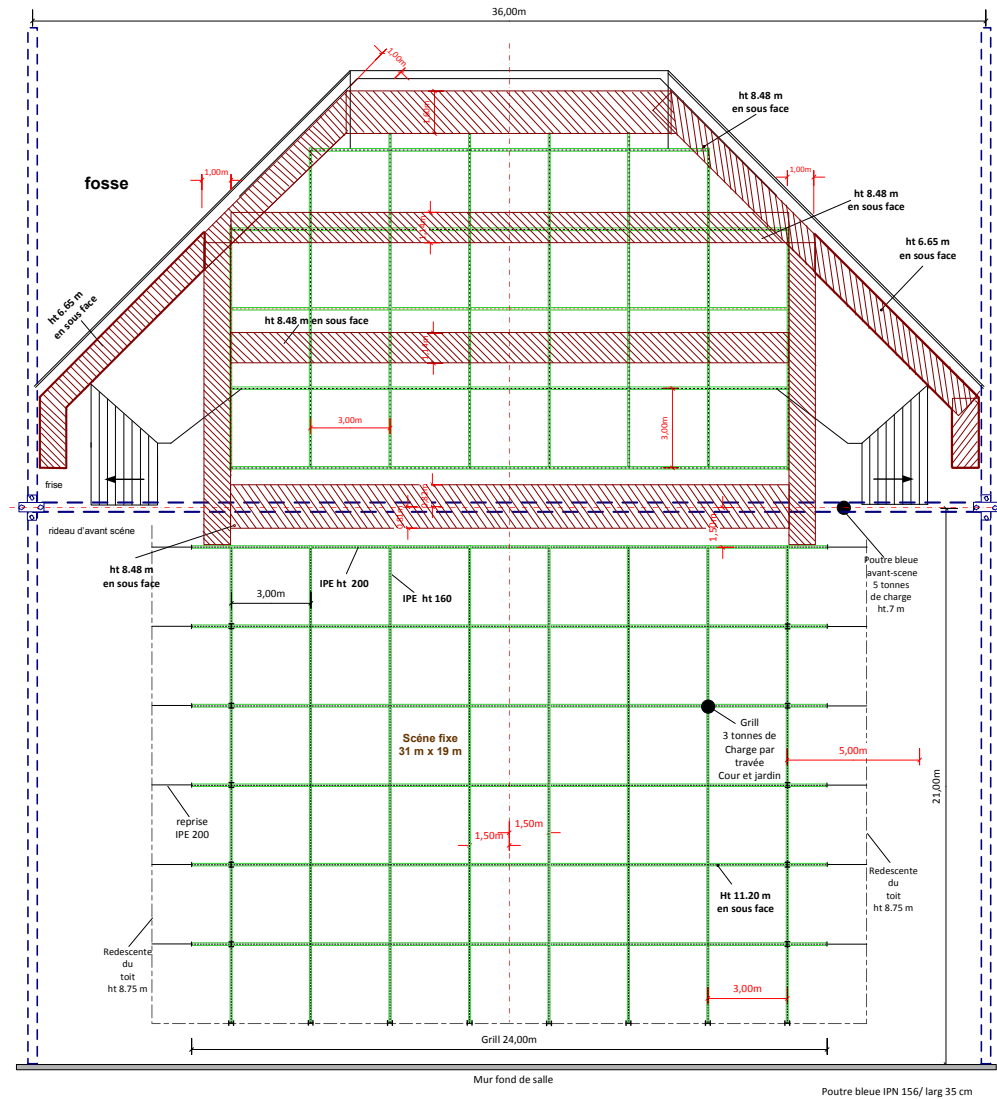 36,00m
1,00m
1,60m
ht 8.48 m
en sous face
fosse
1,00m
1,00m
ht 8.48 m
en sous face
1,14m
ht 6.65 m
en sous face
ht 6.65 m
en sous face
ht 8.48 m en sous face
1,14m
3,00m
3,00m
frise
rideau d'avant scéne
1,50m
ht 8.48 m
en sous face
IPE ht 200
IPE ht 160
3,00m
Poutre bleue
avant-scene
5 tonnes
de charge
ht.7 m
Grill
3 tonnes de
Charge par
travée
Cour et jardin
Scéne fixe
31 m x 19 m
5,00m
21,00m
reprise
IPE 200
1,50m
1,50m
Ht 11.20 m
en sous face
Redescente
du
toit
ht 8.75 m
Redescente
du
toit
ht 8.75 m
3,00m
Grill 24,00m
Mur fond de salle
Poutre bleue IPN 156/ larg 35 cm